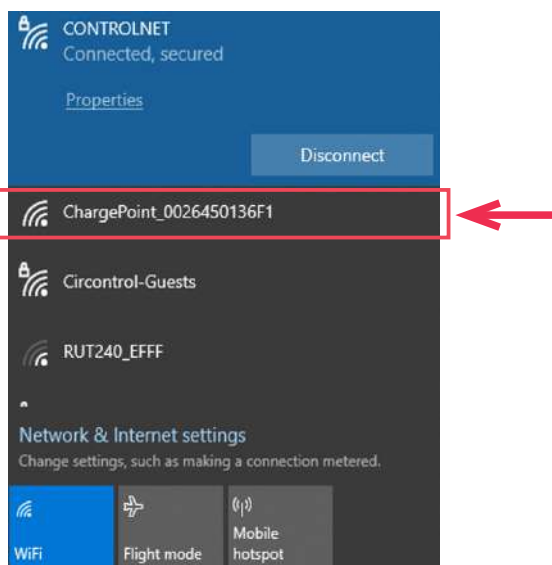 CONTROLNET
Connected, secured
Properties
Disconnect
ChargePoint_0026450136F1
Circontrol-Guests
RUT240_EFFF
Network & Internet settings
Change settings, such as making a connection metered.
WiFi
Flight mode
Mobile
hotspot